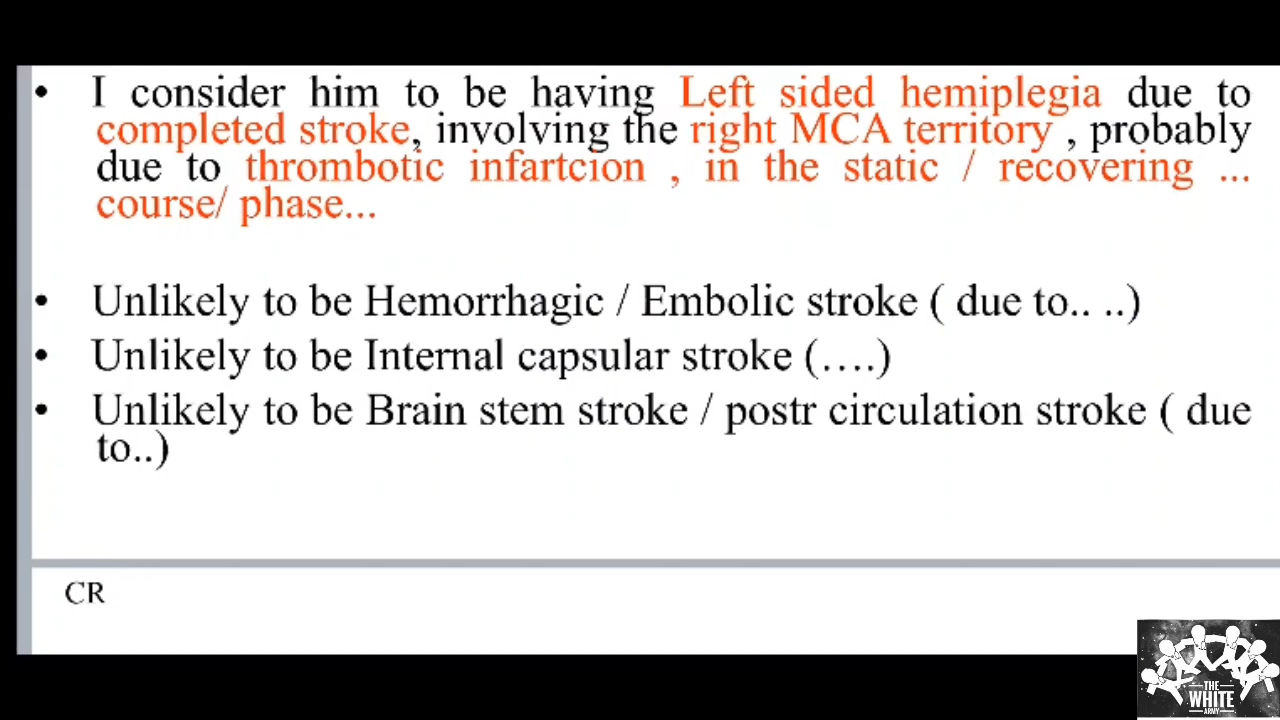 • I consider him to be having Left sided hemiplegia due to
completed stroke, involving the right MCA territory , probably
due to thrombotic infartcion , in the static / recovering ...
course/ phase...
• Unlikely to be Hemorrhagic / Embolic stroke ( due to.. ..)
• Unlikely to be Internal capsular stroke (….)
• Unlikely to be Brain stem stroke / postr circulation stroke ( due
to..)
CR
THE
WHITE
ARMY